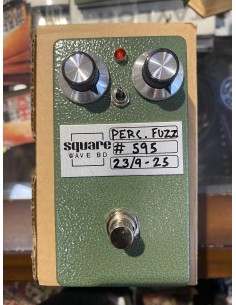 PERC. FUZZ
square
WAVE BD
# 595
23/9-25